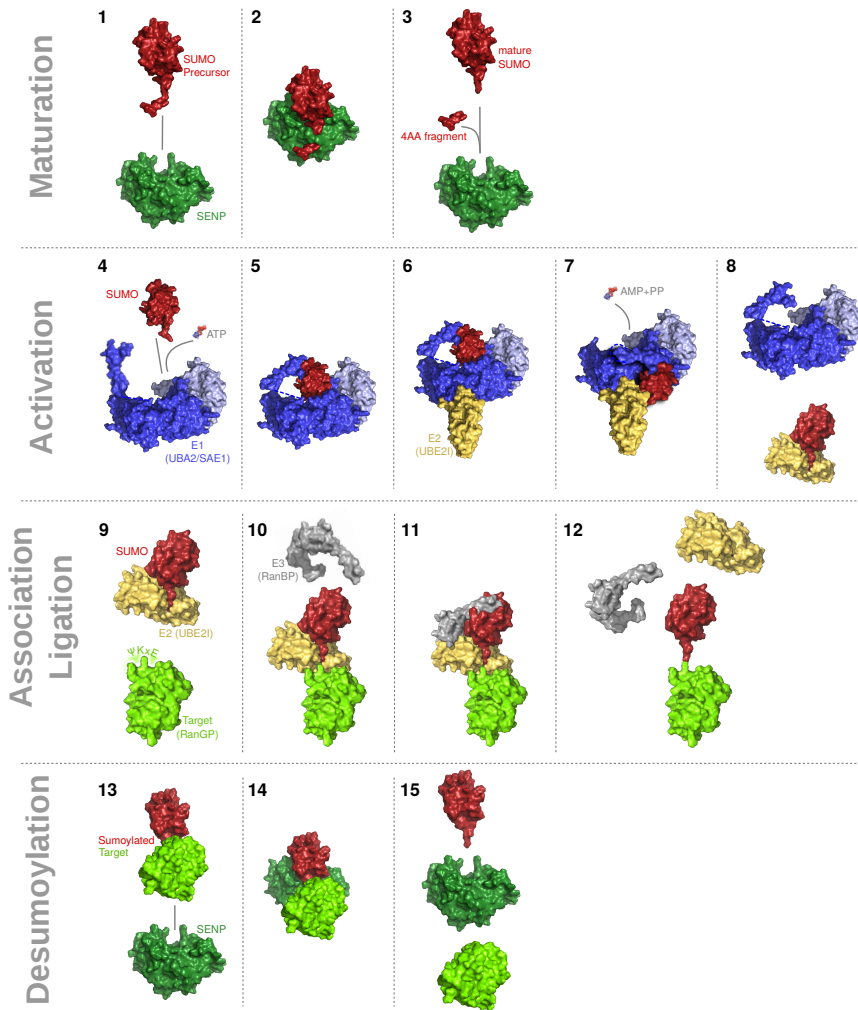 Maturation
1
SUMO
Precursor
SENP
2
3
mature
SUMO
4AA fragment
Activation
4
SUMO
ATP
E1
(UBA2/SAE1)
5
6
E2
(UBE2I)
7
AMP+PP
8
Association
Ligation
9
SUMO
E2 (UBE2I)
ΨKxE
Target
(RanGP)
10
E3
(RanBP)
11
12
Desumoylation
13
Sumoylated
Target
SENP
14
15